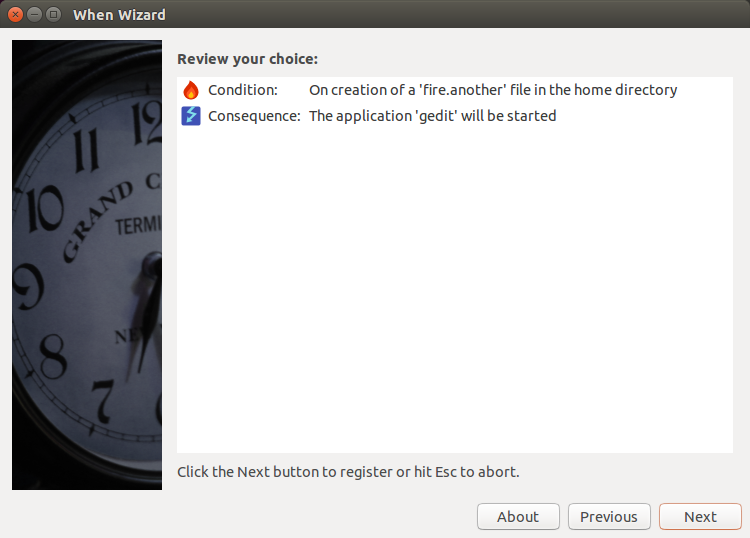 When Wizard
Review your choice:
Condition: On creation of a 'fire.another' file in the home directory
Consequence: The application 'gedit' will be started
12
11
10
9
8
7
GRAND C
TERMI
NE
Click the Next button to register or hit Esc to abort.
About Previous Next